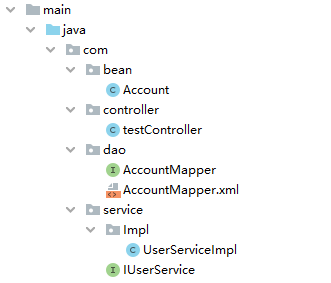 main
java
com
bean
C Account
controller
C testController
dao
I AccountMapper
AccountMapper.xml
service
Impl
C UserServiceImpl
I IUserService